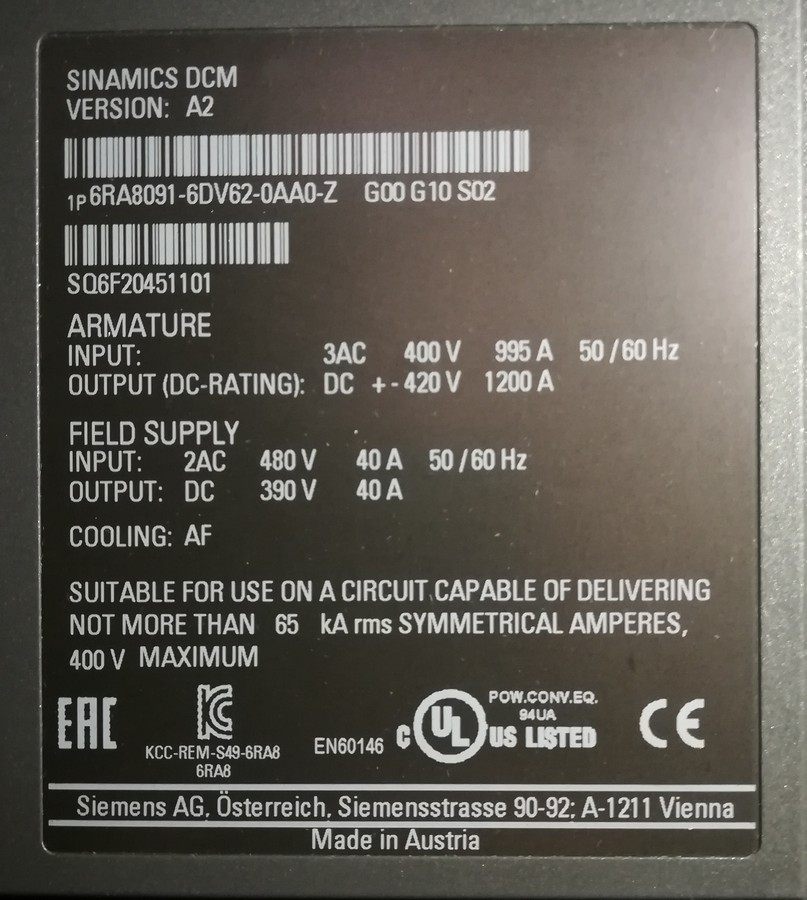 SINAMICS DCM
VERSION: A2
1P 6RA8091-6DV62-0AA0-Z G00 G10 S02
SQ6F20451101
ARMATURE
INPUT: 3AC 400 V 995 A 50 / 60 Hz
OUTPUT (DC-RATING): DC +- 420 V 1200 A
FIELD SUPPLY
INPUT: 2AC 480 V 40 A 50 / 60 Hz
OUTPUT: DC 390 V 40 A
COOLING: AF
SUITABLE FOR USE ON A CIRCUIT CAPABLE OF DELIVERING
NOT MORE THAN 65 kA rms SYMMETRICAL AMPERES,
400 V MAXIMUM
EAC
KC
KCC-REM-S49-6RA8
6RA8
EN60146
C UL US LISTED
POW.CONV.EQ.
94UA
CE
Siemens AG, Österreich, Siemensstrasse 90-92; A-1211 Vienna
Made in Austria